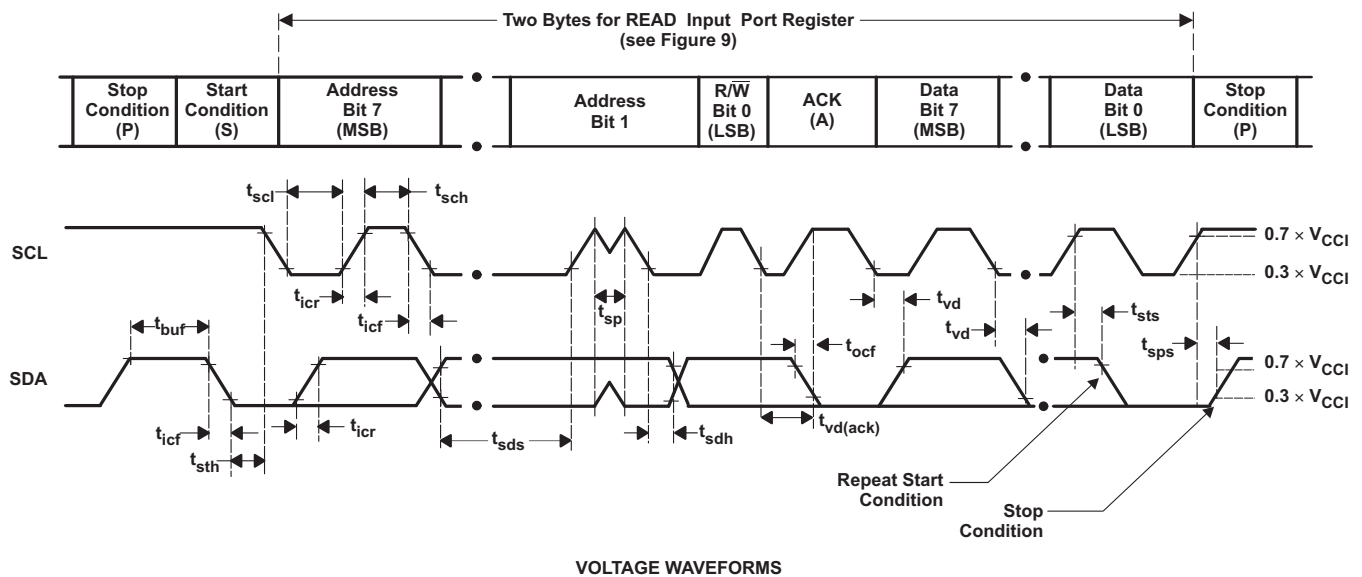 Two Bytes for READ Input Port Register
(see Figure 9)
Stop
Condition
(P)
Start
Condition
(S)
Address
Bit 7
(MSB)
Address
Bit 1
R/W̅
Bit 0
(LSB)
ACK
(A)
Data
Bit 7
(MSB)
Data
Bit 0
(LSB)
Stop
Condition
(P)
tscl
tsch
SCL
0.7 × VCCI
0.3 × VCCI
ticr
ticf
tbuf
tsp
tvd
tvd
tsts
tocf
tsps
SDA
0.7 × VCCI
0.3 × VCCI
ticf
ticr
tsth
tsds
tsdh
tvd(ack)
Repeat Start
Condition
Stop
Condition
VOLTAGE WAVEFORMS